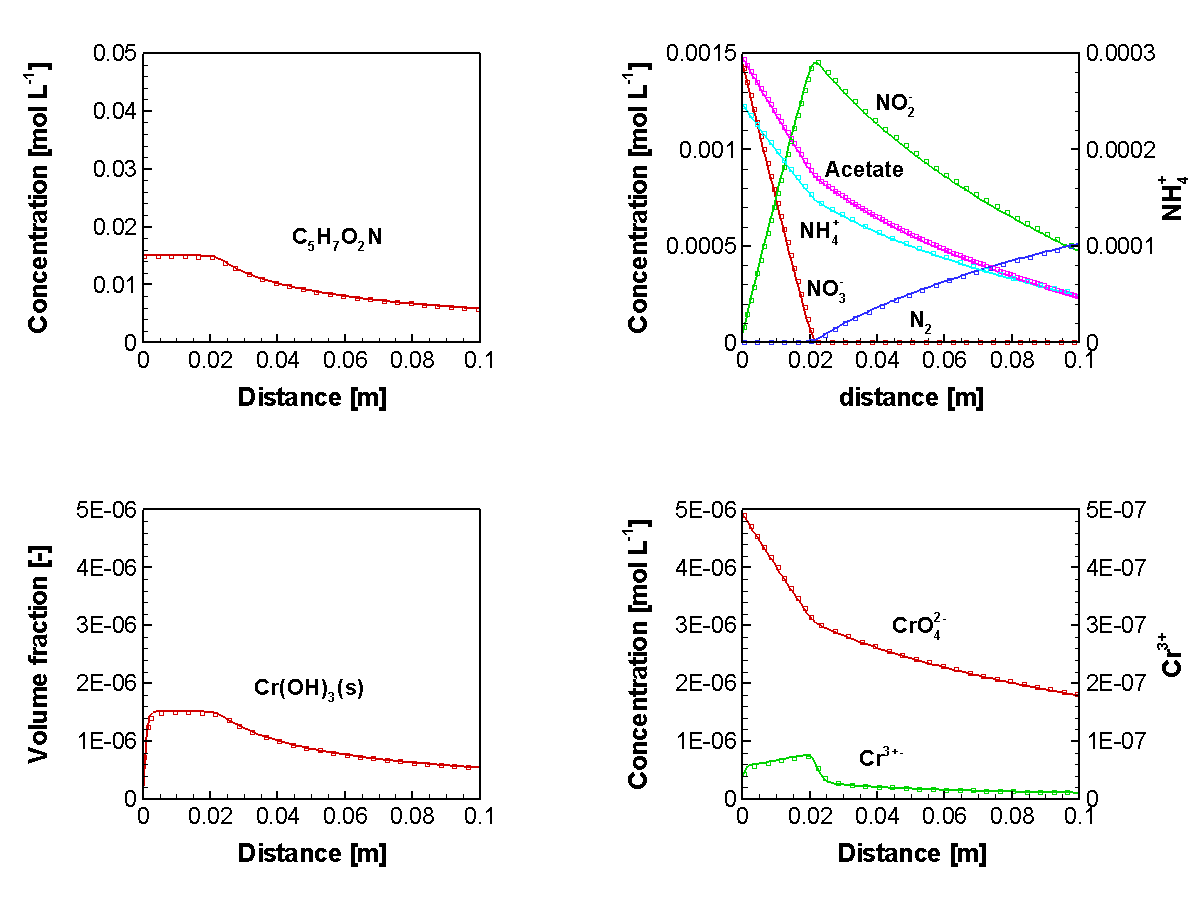 Concentration [mol L⁻¹]
0.05
0.04
0.03
0.02
0.01
0
C₅H₇O₂N
0 0.02 0.04 0.06 0.08 0.1
Distance [m]
Concentration [mol L⁻¹]
0.0015
0.001
0.0005
0
NO₂⁻
Acetate
NH₄⁺
NO₃⁻
N₂
0.0003
0.0002
0.0001
0
NH₄⁺
0 0.02 0.04 0.06 0.08 0.1
distance [m]
Volume fraction [-]
5E-06
4E-06
3E-06
2E-06
1E-06
0
Cr(OH)₃(s)
0 0.02 0.04 0.06 0.08 0.1
Distance [m]
Concentration [mol L⁻¹]
5E-06
4E-06
3E-06
2E-06
1E-06
0
CrO₄²⁻
Cr³⁺⁻
5E-07
4E-07
3E-07
2E-07
1E-07
0
Cr³⁺
0 0.02 0.04 0.06 0.08 0.1
Distance [m]